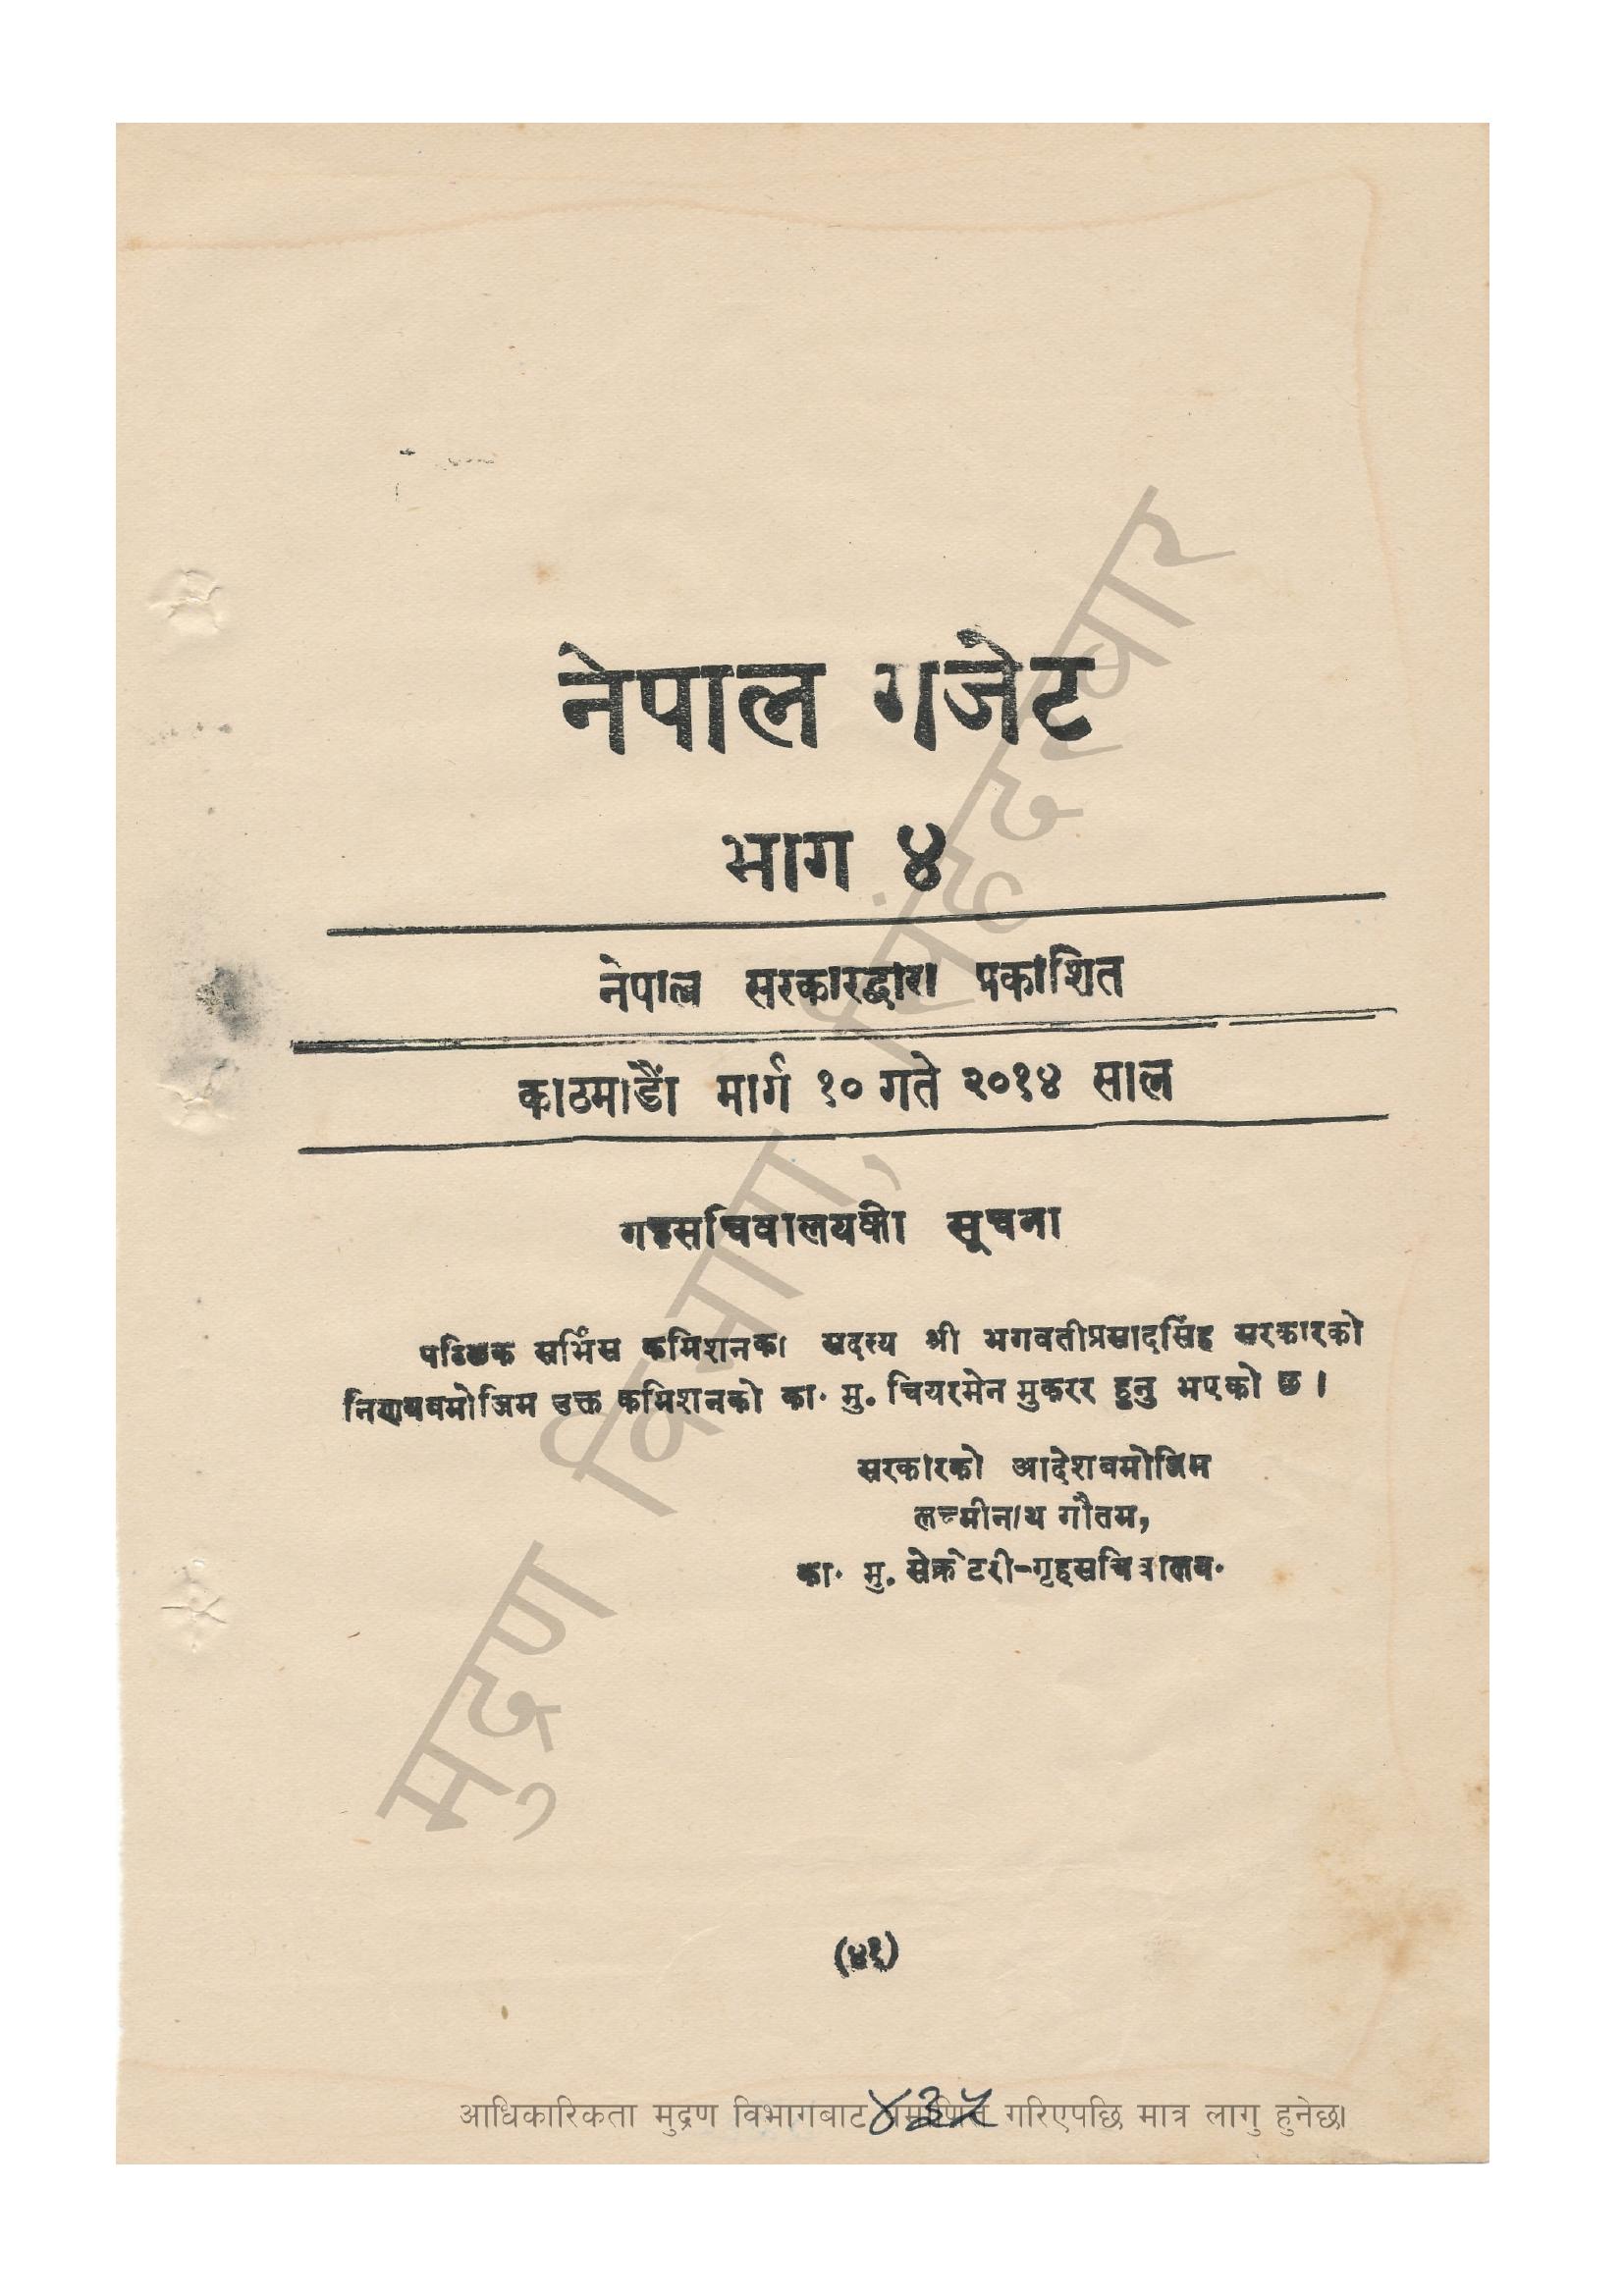 नेपाल गजेट
भाग ४
नेपाल सरकारद्वारा प्रकाशित
काठमाडौं मार्ग १० गते २०१४ साल
गृहसचिवालयको सूचना
पब्लिक सर्भिस कमिशनका सदस्य श्री भगवतीप्रसादसिंह सरकारको
निर्णयबमोजिम उक्त कमिशनको का. मु. चियरमेन मुकरर हुनु भएको छ ।
सरकारको आदेशबमोजिम
लक्ष्मीनाथ गौतम,
का. मु. सेक्रेटरी-गृहसचिवालय.
(४१)
आधिकारिकता मुद्रण विभागबाट प्रमाणित गरिएपछि मात्र लागु हुनेछ।
मुद्रण विभाग, सिंहदरबार